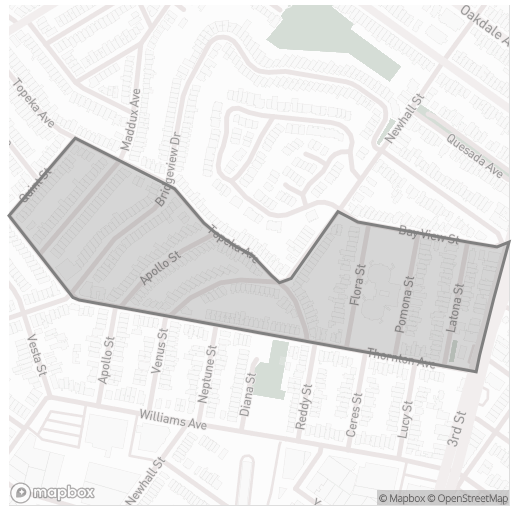 Oakdale A
Topeka Ave
Maddux Ave
Newhall St
Quesada Ave
Bridgeview Dr
Quint St
Topeka Ave
Bay View St
Apollo St
Flora St
Pomona St
Latona St
Thornton Ave
Vesta St
Apollo St
Venus St
Neptune St
Diana St
Reddy St
Ceres St
Lucy St
3rd St
Williams Ave
Newhall St
mapbox
© Mapbox © OpenStreetMap